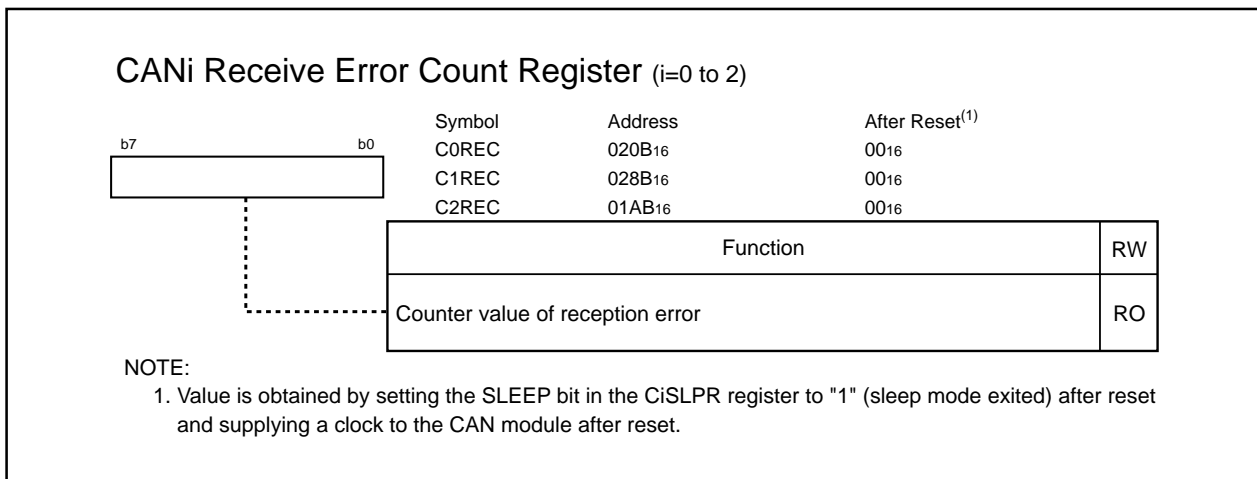 CANi Receive Error Count Register (i=0 to 2)
Symbol Address After Reset(1)
b7 b0 C0REC 020B16 0016
C1REC 028B16 0016
C2REC 01AB16 0016
Function RW
Counter value of reception error RO
NOTE:
1. Value is obtained by setting the SLEEP bit in the CiSLPR register to "1" (sleep mode exited) after reset
and supplying a clock to the CAN module after reset.